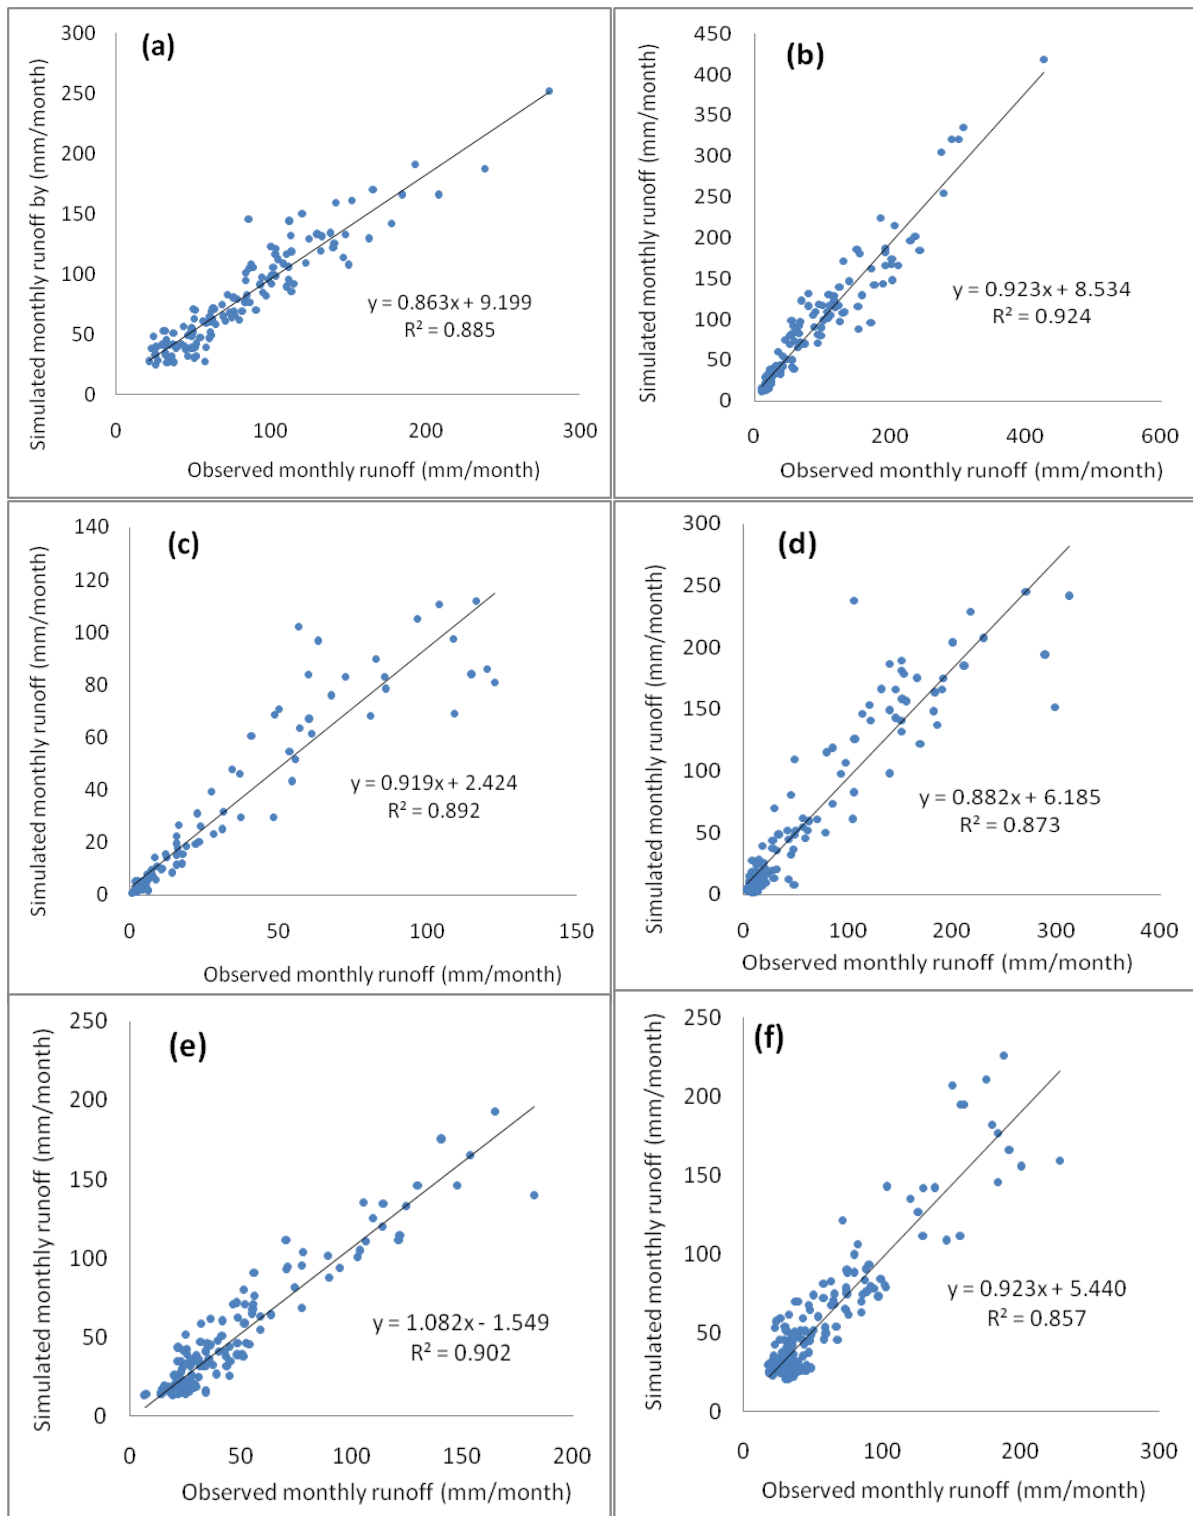 (a)
Simulated monthly runoff by (mm/month)
300
250
200
150
100
50
0
y = 0.863x + 9.199
R² = 0.885
0 100 200 300
Observed monthly runoff (mm/month)
(b)
Simulated monthly runoff (mm/month)
450
400
350
300
250
200
150
100
50
0
y = 0.923x + 8.534
R² = 0.924
0 200 400 600
Observed monthly runoff (mm/month)
(c)
Simulated monthly runoff (mm/month)
140
120
100
80
60
40
20
0
y = 0.919x + 2.424
R² = 0.892
0 50 100 150
Observed monthly runoff (mm/month)
(d)
Simulated monthly runoff (mm/month)
300
250
200
150
100
50
0
y = 0.882x + 6.185
R² = 0.873
0 100 200 300 400
Observed monthly runoff (mm/month)
(e)
Simulated monthly runoff (mm/month)
250
200
150
100
50
0
y = 1.082x - 1.549
R² = 0.902
0 50 100 150 200
Observed monthly runoff (mm/month)
(f)
Simulated monthly runoff (mm/month)
250
200
150
100
50
0
y = 0.923x + 5.440
R² = 0.857
0 100 200 300
Observed monthly runoff (mm/month)